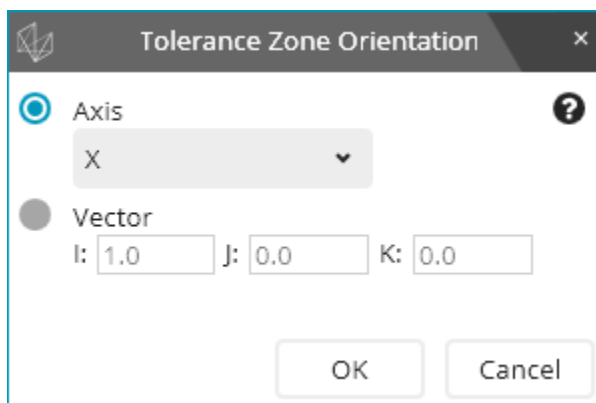 Tolerance Zone Orientation ×
Axis ?
X
Vector
I: 1.0 J: 0.0 K: 0.0
OK Cancel